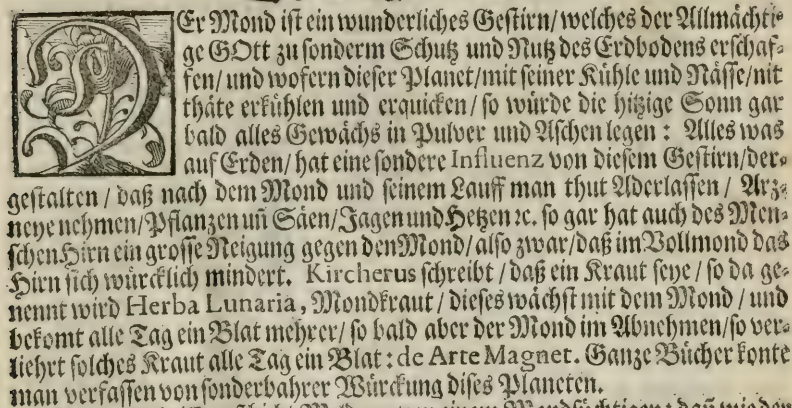 DEr Mond ist ein wunderliches Gestirn/ welches der Allmächti-
ge GOtt zu sonderm Schutz und Nutz des Erdbodens erschaf-
fen/ und wofern dieser Planet/ mit seiner Kühle und Nässe/ nit
thäte erkühlen und erquicken/ so würde die hitzige Sonn gar
bald alles Gewächs in Pulver und Aschen legen: Alles was
auf Erden/ hat eine sondere Influenz von diesem Gestirn/ der-
gestalten/ daß nach dem Mond und seinem Lauff man thut Aderlassen/ Arz-
neye nehmen/ Pflanzen uñ Säen/ Jagen und Hetzen ꝛc. so gar hat auch des Men-
schen Hirn ein grosse Neigung gegen den Mond/ also zwar/ daß im Vollmond das
Hirn sich würcklich mindert. Kircherus schreibt/ daß ein Kraut seye/ so da ge-
nennt wird Herba Lunaria, Mondkraut/ dieses wächst mit dem Mond/ und
bekomt alle Tag ein Blat mehrer/ so bald aber der Mond im Abnehmen/ so ver-
liehrt solches Kraut alle Tag ein Blat: de Arte Magnet. Ganze Bücher konte
man verfassen von sonderbahrer Würckung dises Planeten.